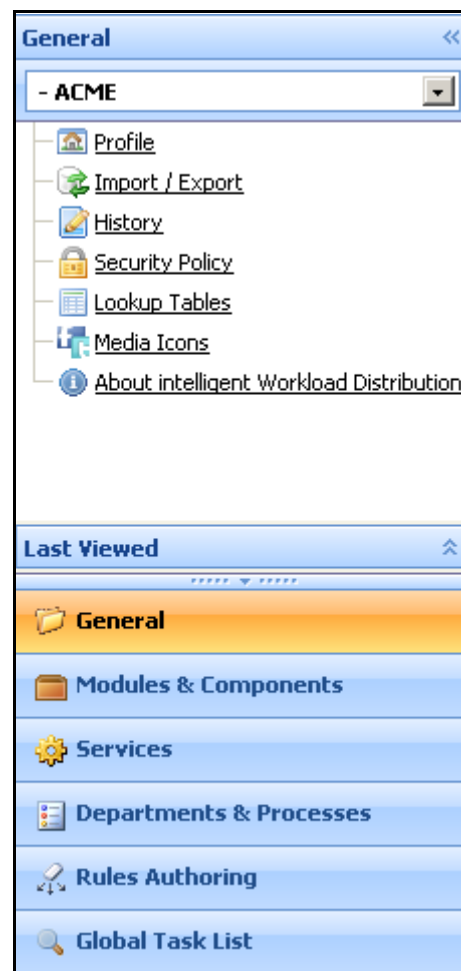 General
- ACME
Profile
Import / Export
History
Security Policy
Lookup Tables
Media Icons
About intelligent Workload Distribution
Last Viewed
General
Modules & Components
Services
Departments & Processes
Rules Authoring
Global Task List